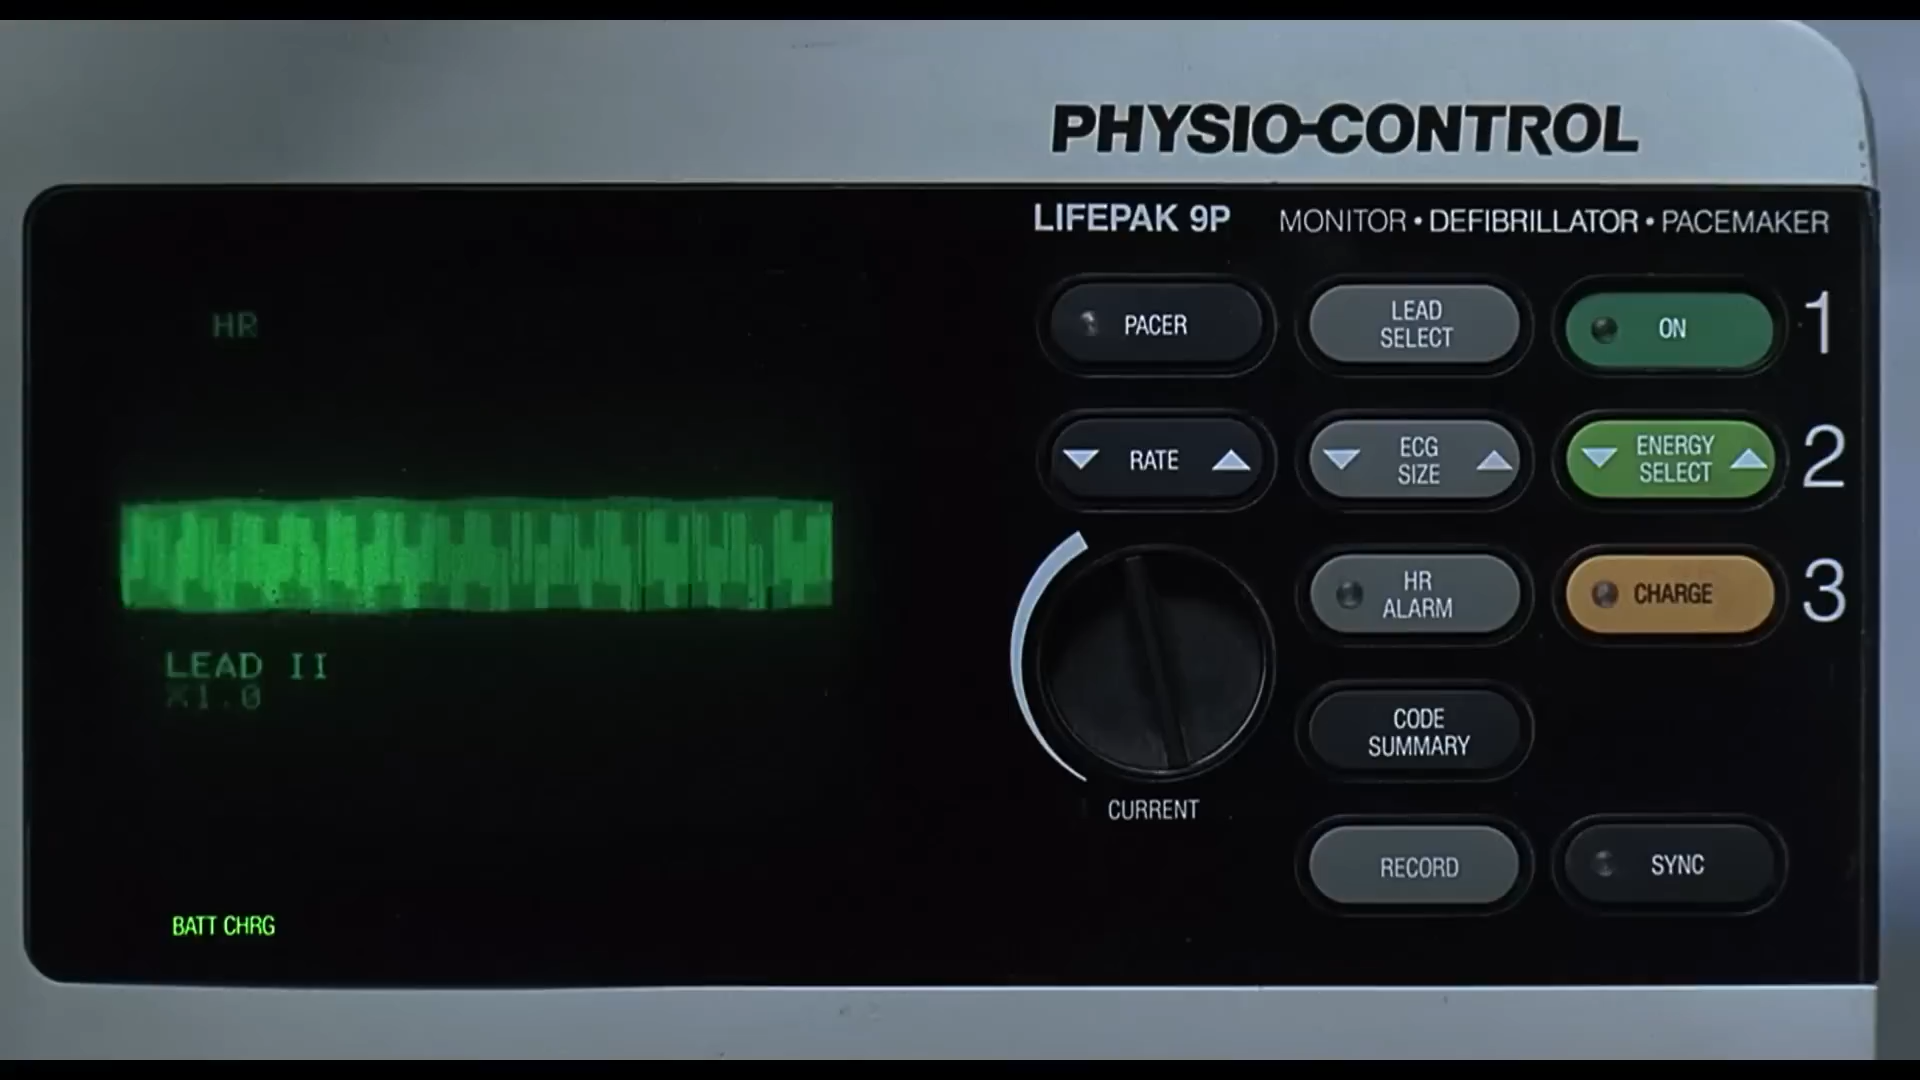 PHYSIO-CONTROL
LIFEPAK 9P MONITOR • DEFIBRILLATOR • PACEMAKER
HR
PACER
LEAD
SELECT
ON
1
RATE
ECG
SIZE
ENERGY
SELECT
2
HR
ALARM
CHARGE
3
LEAD II
X1.0
CODE
SUMMARY
CURRENT
RECORD
SYNC
BATT CHRG